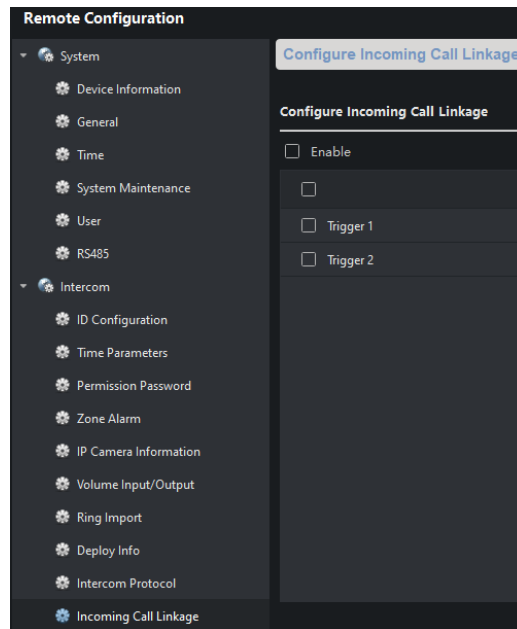 Remote Configuration
System
Device Information
General
Time
System Maintenance
User
RS485
Intercom
ID Configuration
Time Parameters
Permission Password
Zone Alarm
IP Camera Information
Volume Input/Output
Ring Import
Deploy Info
Intercom Protocol
Incoming Call Linkage
Configure Incoming Call Linkage
Configure Incoming Call Linkage
Enable
Trigger 1
Trigger 2